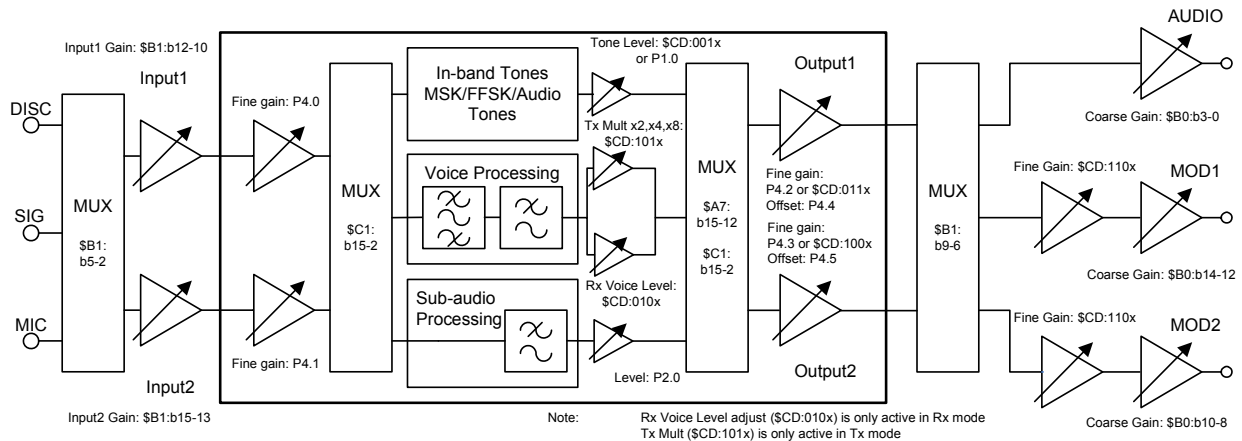 AUDIO
Input1 Gain: $B1:b12-10
Tone Level: $CD:001x
or P1.0
Output1
Input1
In-band Tones
MSK/FFSK/Audio
Tones
Fine gain: P4.0
DISC
Coarse Gain: $B0:b3-0
Tx Mult x2,x4,x8:
$CD:101x
Voice Processing
Fine Gain: $CD:110x
MOD1
MUX
$B1:
b5-2
MUX
$C1:
b15-2
MUX
$A7:
b15-12
$C1:
b15-2
Fine gain:
P4.2 or $CD:011x
Offset: P4.4
Fine gain:
P4.3 or $CD:100x
Offset: P4.5
MUX
$B1:
b9-6
SIG
Coarse Gain: $B0:b14-12
Rx Voice Level:
$CD:010x
Sub-audio
Processing
Fine Gain: $CD:110x
MOD2
MIC
Fine gain: P4.1
Level: P2.0
Input2
Output2
Input2 Gain: $B1:b15-13
Note:
Rx Voice Level adjust ($CD:010x) is only active in Rx mode
Tx Mult ($CD:101x) is only active in Tx mode
Coarse Gain: $B0:b10-8